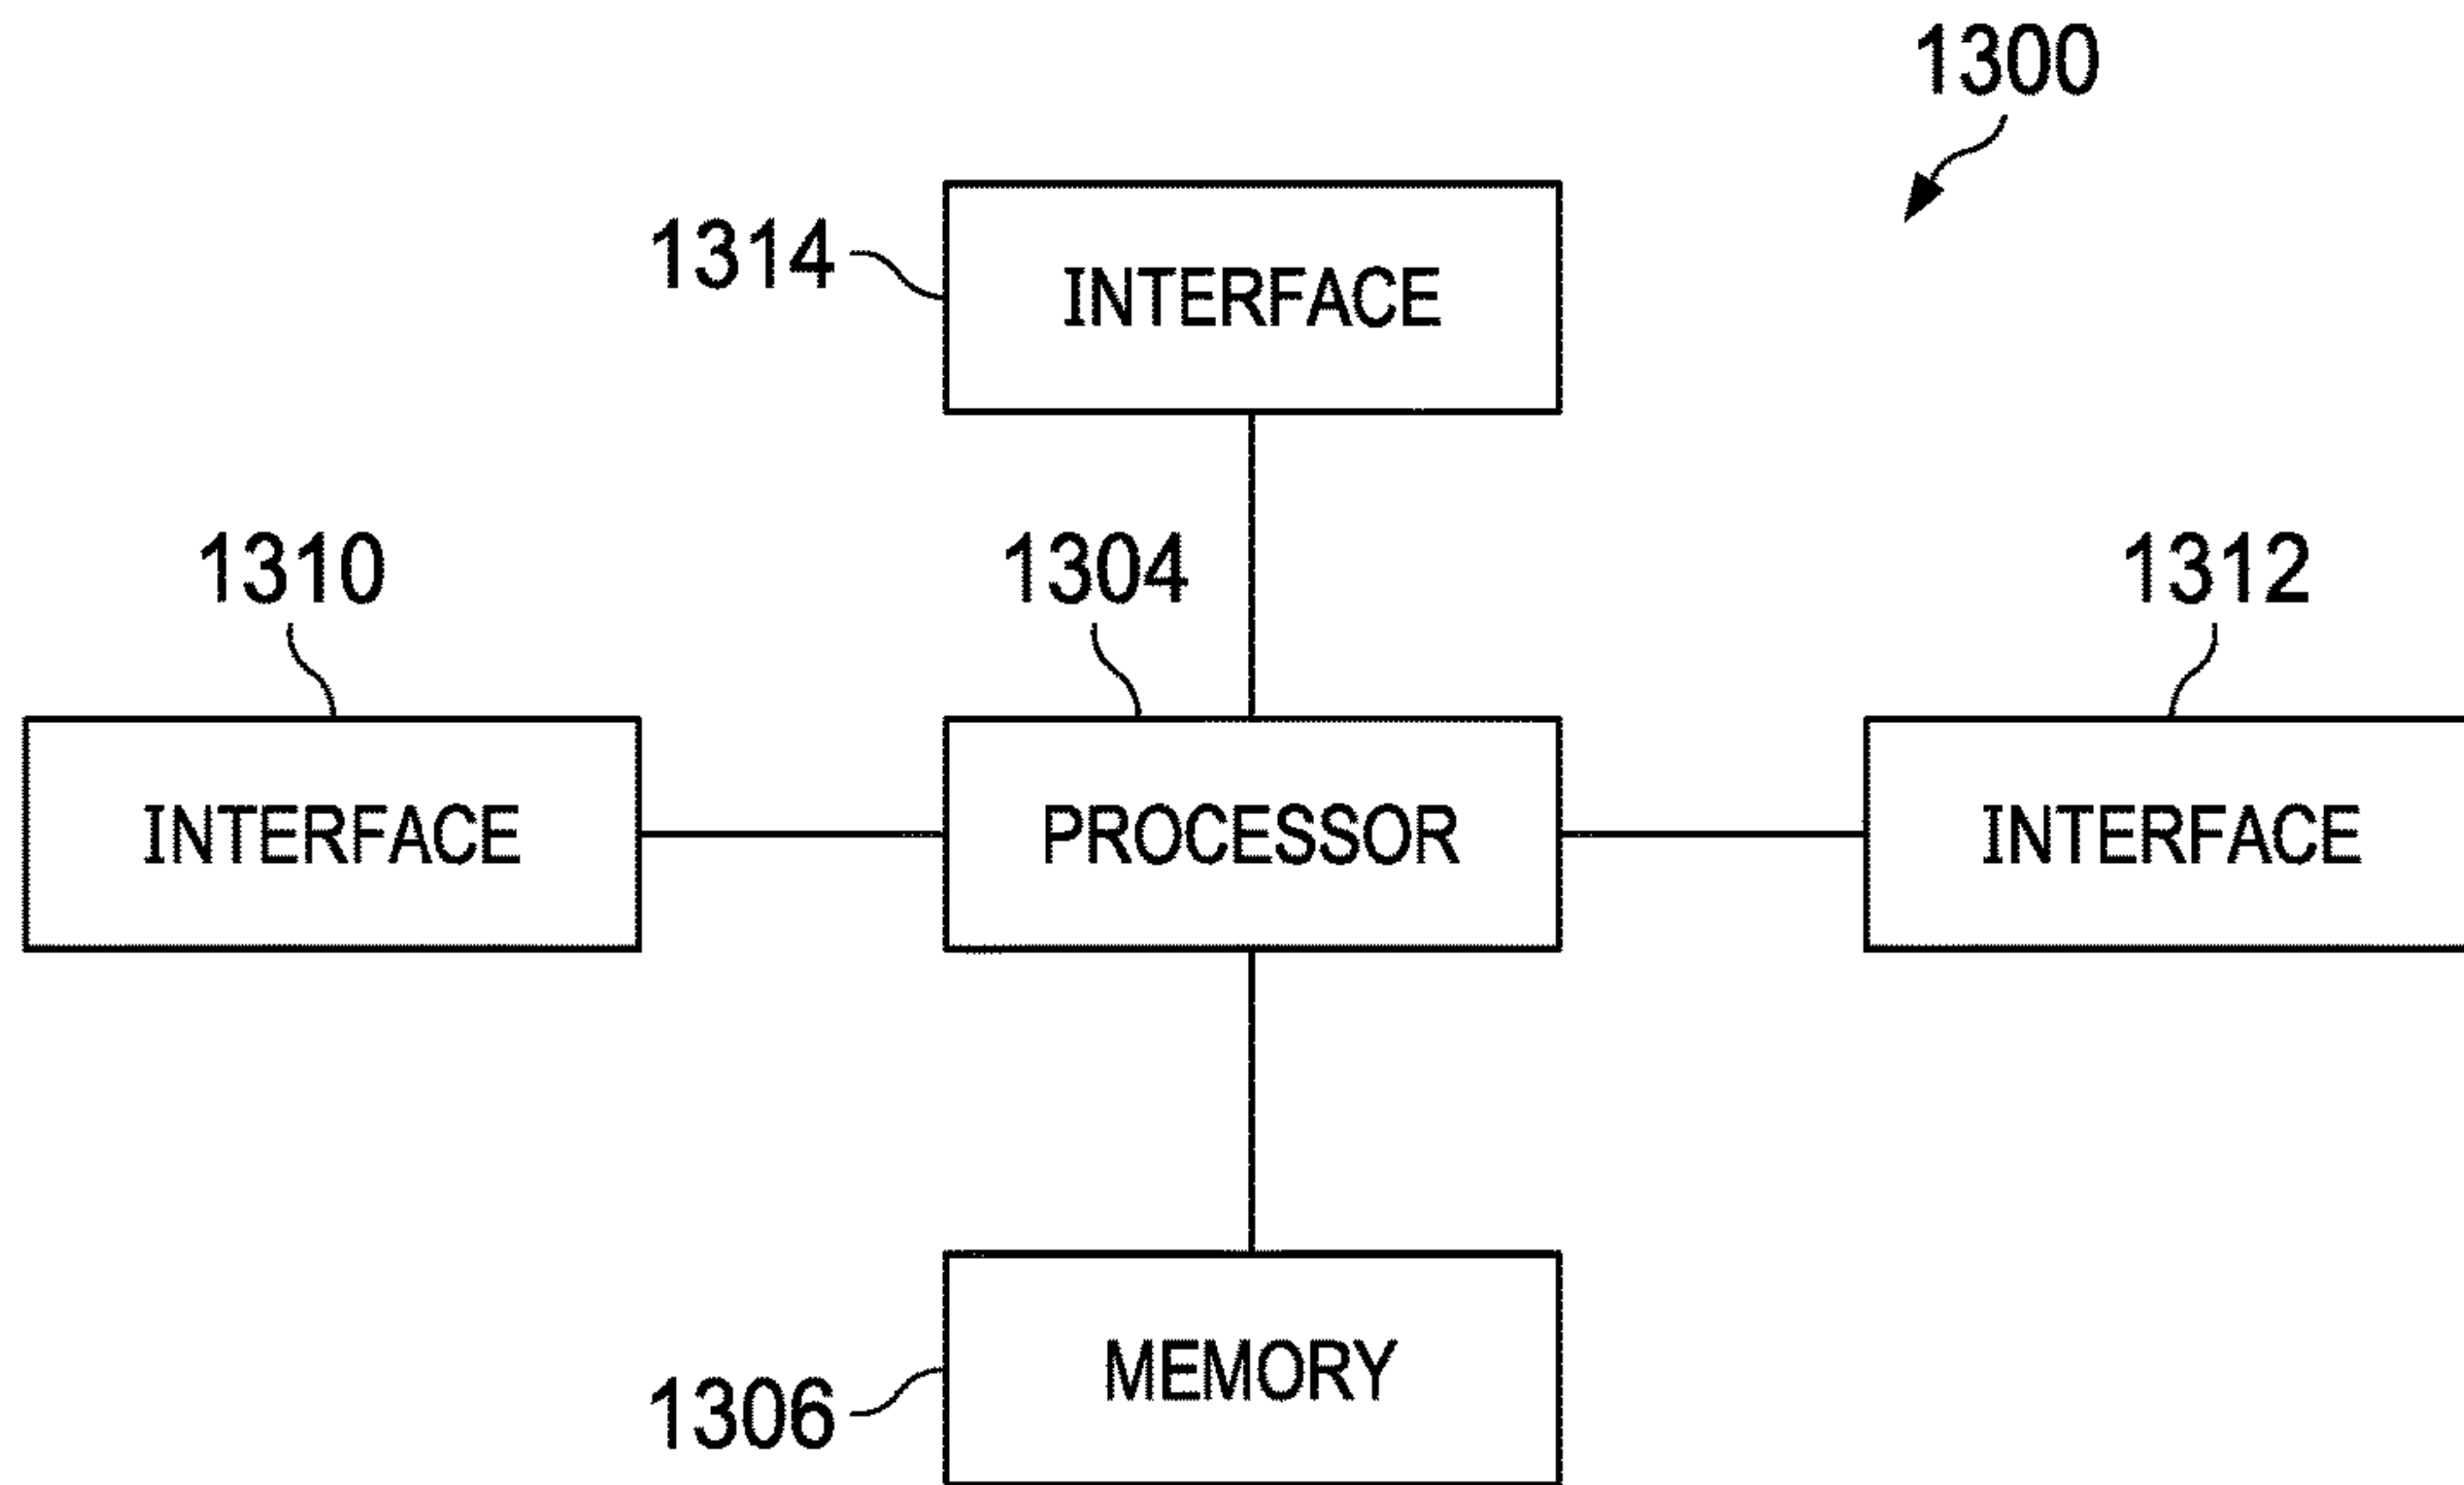 1300
1314
INTERFACE
1310
1304
1312
INTERFACE
PROCESSOR
INTERFACE
MEMORY
1306